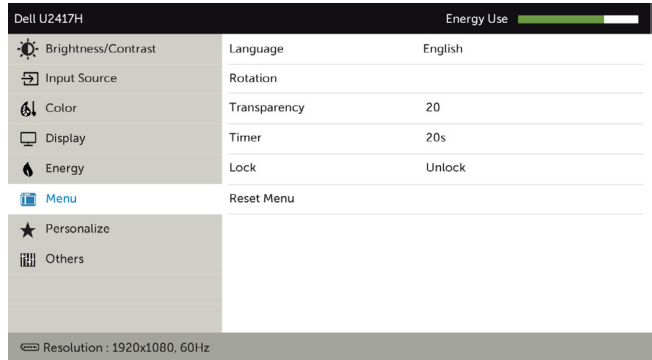 Dell U2417H Energy Use
Brightness/Contrast Language English
Input Source Rotation
Color Transparency 20
Display Timer 20s
Energy Lock Unlock
Menu Reset Menu
Personalize
Others
Resolution : 1920x1080, 60Hz